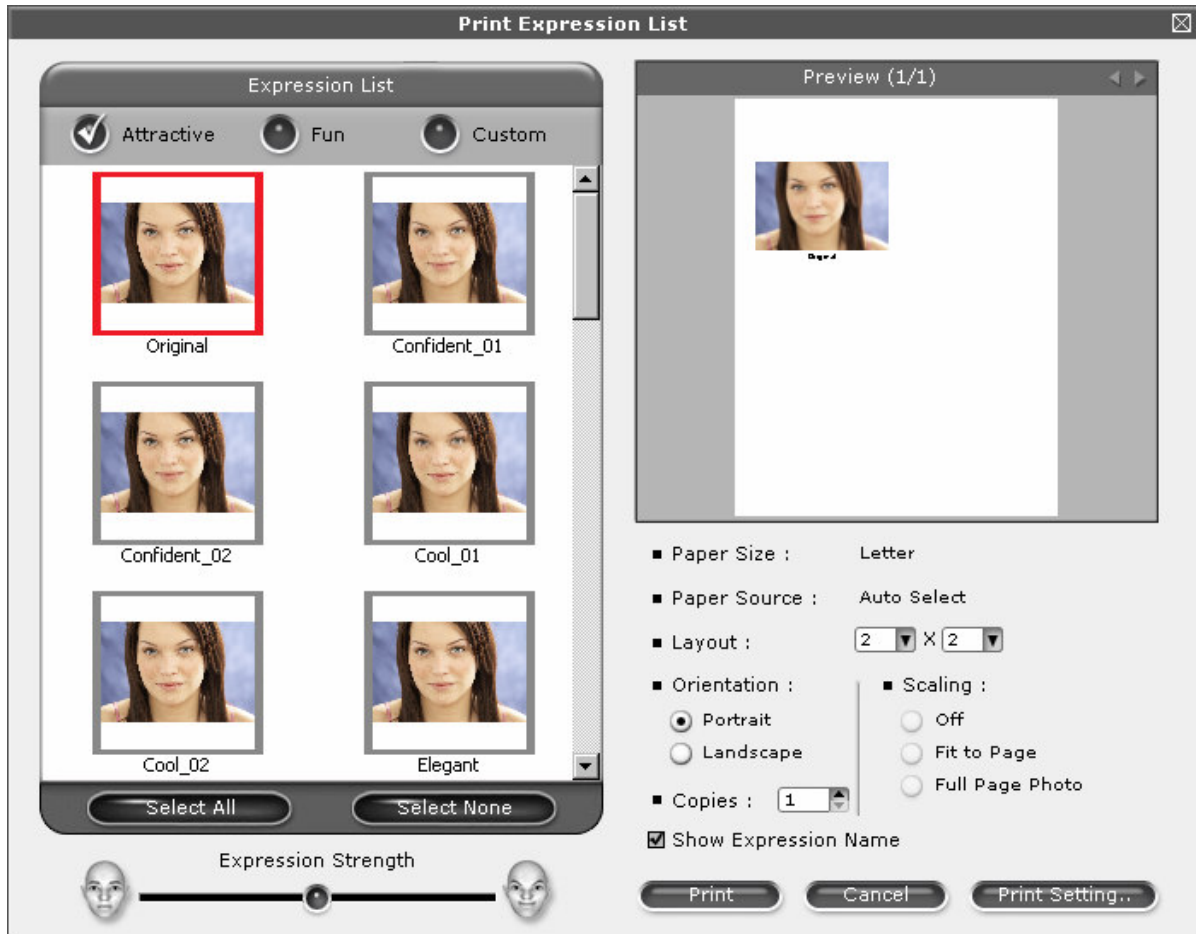 Print Expression List
Expression List
Attractive Fun Custom
Original Confident_01
Confident_02 Cool_01
Cool_02 Elegant
Select All Select None
Expression Strength
Preview (1/1)
Original
Paper Size : Letter
Paper Source : Auto Select
Layout : 2 X 2
Orientation :
Portrait
Landscape
Scaling :
Off
Fit to Page
Full Page Photo
Copies : 1
Show Expression Name
Print Cancel Print Setting..